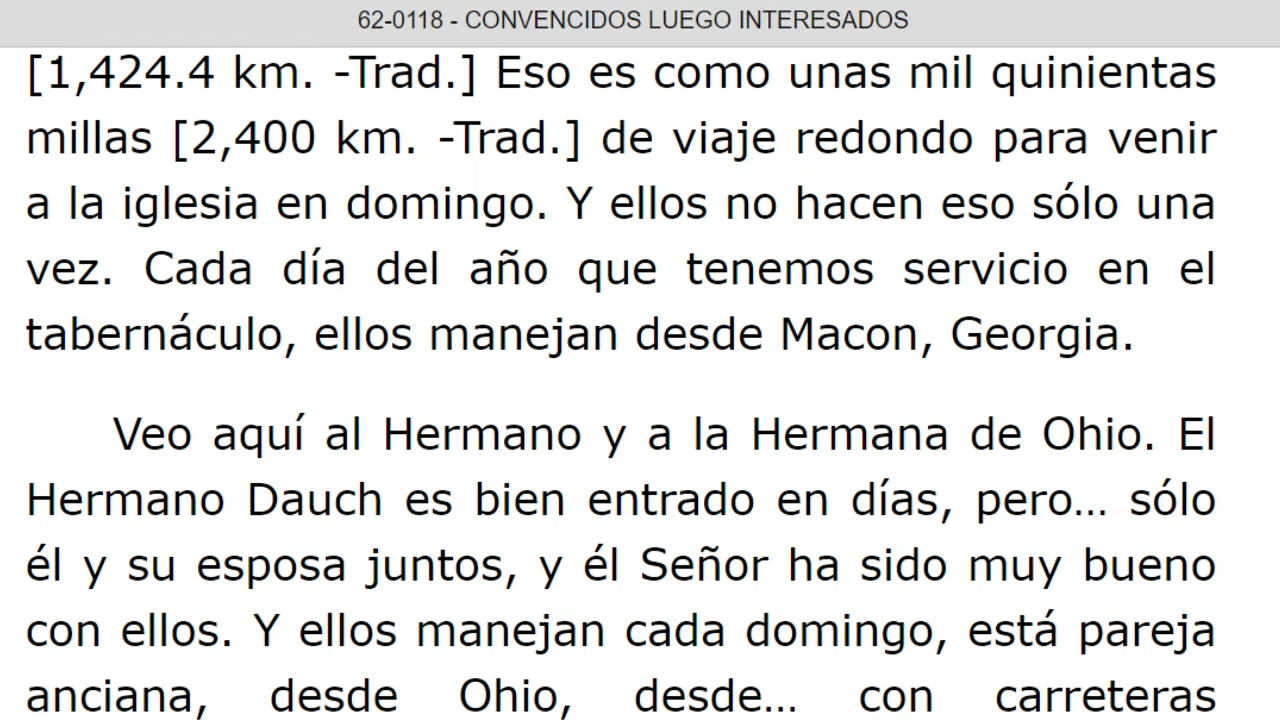 62-0118 - CONVENCIDOS LUEGO INTERESADOS
[1,424.4 km. -Trad.] Eso es como unas mil quinientas
millas [2,400 km. -Trad.] de viaje redondo para venir
a la iglesia en domingo. Y ellos no hacen eso sólo una
vez. Cada día del año que tenemos servicio en el
tabernáculo, ellos manejan desde Macon, Georgia.
Veo aquí al Hermano y a la Hermana de Ohio. El
Hermano Dauch es bien entrado en días, pero... sólo
él y su esposa juntos, y él Señor ha sido muy bueno
con ellos. Y ellos manejan cada domingo, está pareja
anciana, desde Ohio, desde... con carreteras